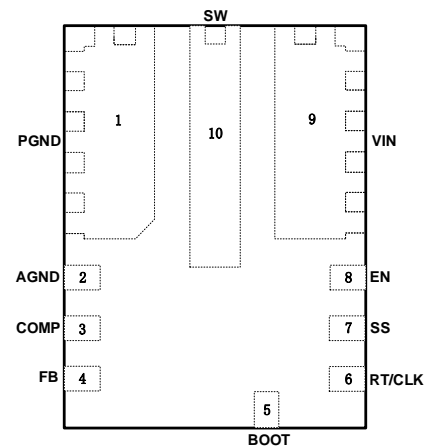 SW
1
10
9
PGND
VIN
AGND
2
8
EN
COMP
3
7
SS
FB
4
6
RT/CLK
5
BOOT